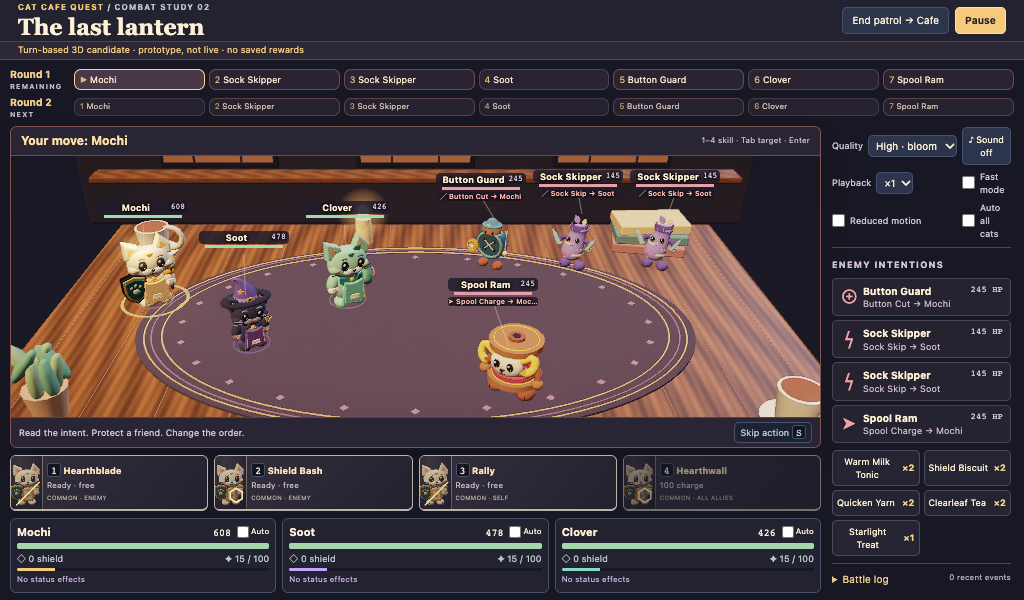 CAT CAFE QUEST / COMBAT STUDY 02
The last lantern
End patrol → Cafe
Pause
Turn-based 3D candidate · prototype, not live · no saved rewards
Round 1
REMAINING
▶ Mochi
2 Sock Skipper
3 Sock Skipper
4 Soot
5 Button Guard
6 Clover
7 Spool Ram
Round 2
NEXT
1 Mochi
2 Sock Skipper
3 Sock Skipper
4 Soot
5 Button Guard
6 Clover
7 Spool Ram
Your move: Mochi
1–4 skill · Tab target · Enter
Button Guard 245
Button Cut → Mochi
Sock Skipper 145
Sock Skip → Soot
Sock Skipper 145
Sock Skip → Soot
Mochi 608
Clover 426
Soot 478
Spool Ram 245
▸ Spool Charge → Moc...
Read the intent. Protect a friend. Change the order.
Skip action S
1 Hearthblade
Ready · free
COMMON · ENEMY
2 Shield Bash
Ready · free
COMMON · ENEMY
3 Rally
Ready · free
COMMON · SELF
4 Hearthwall
100 charge
COMMON · ALL ALLIES
Mochi 608 Auto
◇ 0 shield ✦ 15 / 100
No status effects
Soot 478 Auto
◇ 0 shield ✦ 15 / 100
No status effects
Clover 426 Auto
◇ 0 shield ✦ 15 / 100
No status effects
Quality
High · bloom
♪ Sound
off
Playback
x1
Fast
mode
Reduced motion
Auto
all
cats
ENEMY INTENTIONS
Button Guard 245 HP
Button Cut → Mochi
Sock Skipper 145 HP
Sock Skip → Soot
Sock Skipper 145 HP
Sock Skip → Soot
Spool Ram 245 HP
Spool Charge → Mochi
Warm Milk
Tonic ×2
Shield Biscuit ×2
Quicken Yarn ×2
Clearleaf Tea ×2
Starlight
Treat ×1
▶ Battle log
0 recent events